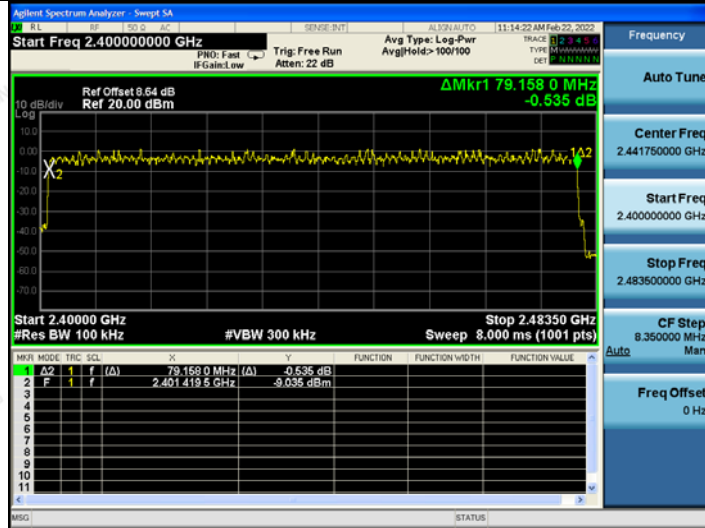 Agilent Spectrum Analyzer - Swept SA
RL RF 50 Ω AC SENSE:INT ALIGNAUTO 11:14:22 AM Feb 22, 2022
Start Freq 2.400000000 GHz
PNO: Fast
IFGain:Low
Trig: Free Run
Atten: 22 dB
Avg Type: Log-Pwr
Avg|Hold:> 100/100
TRACE 1 2 3 4 5 6
TYPE M
DET P N N N N N
Ref Offset 8.64 dB
Ref 20.00 dBm
ΔMkr1 79.158 0 MHz
-0.535 dB
10 dB/div
Log
10.0
0.00
-10.0
-20.0
-30.0
-40.0
-50.0
-60.0
-70.0
X2
1Δ2
Start 2.40000 GHz
Stop 2.48350 GHz
#Res BW 100 kHz
#VBW 300 kHz
Sweep 8.000 ms (1001 pts)
MKR MODE TRC SCL X Y FUNCTION FUNCTION WIDTH FUNCTION VALUE
1 Δ2 1 f (Δ) 79.158 0 MHz (Δ) -0.535 dB
2 F 1 f 2.401 419 5 GHz -9.035 dBm
3
4
5
6
7
8
9
10
11
MSG STATUS
Frequency
Auto Tune
Center Freq
2.441750000 GHz
Start Freq
2.400000000 GHz
Stop Freq
2.483500000 GHz
CF Step
8.350000 MHz
Auto Man
Freq Offset
0 Hz